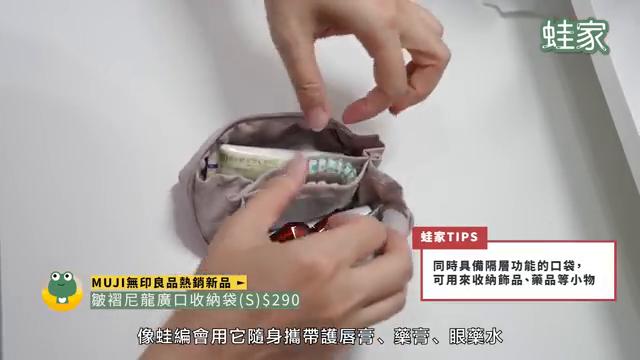 蛙家
蛙家TIPS
同時具備隔層功能的口袋，
可用來收納飾品、藥品等小物
MUJI無印良品熱銷新品
皺褶尼龍廣口收納袋(S)$290
像蛙編會用它隨身攜帶護唇膏、藥膏、眼藥水